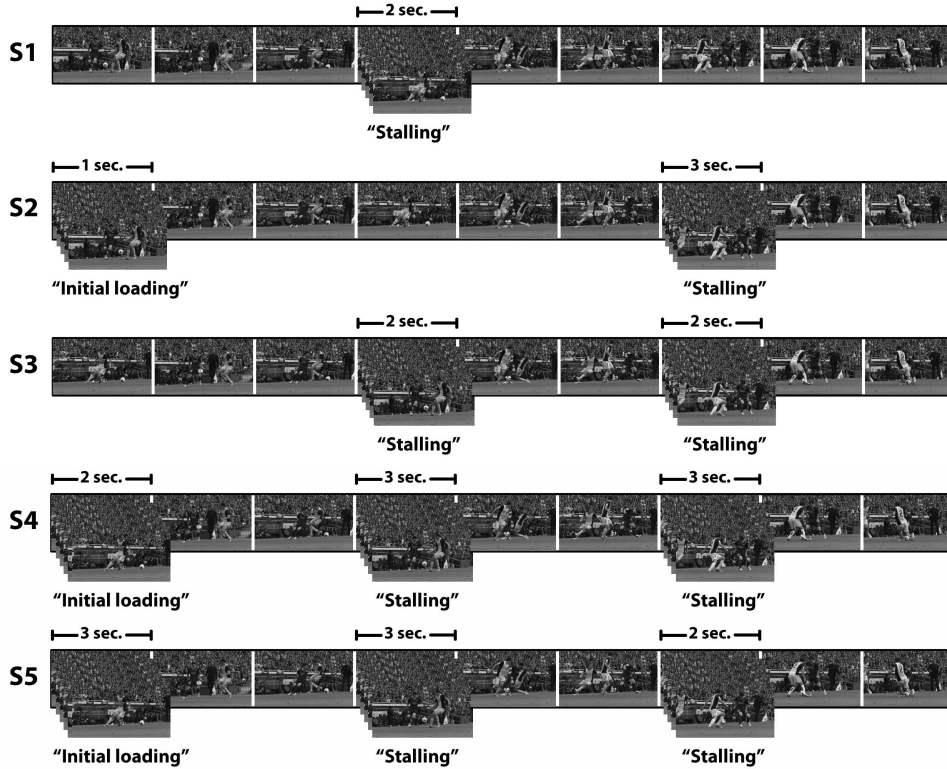 2 sec.
S1
“Stalling”
1 sec. 3 sec.
S2
“Initial loading” “Stalling”
2 sec. 2 sec.
S3
“Stalling” “Stalling”
2 sec. 3 sec. 3 sec.
S4
“Initial loading” “Stalling” “Stalling”
3 sec. 3 sec. 2 sec.
S5
“Initial loading” “Stalling” “Stalling”